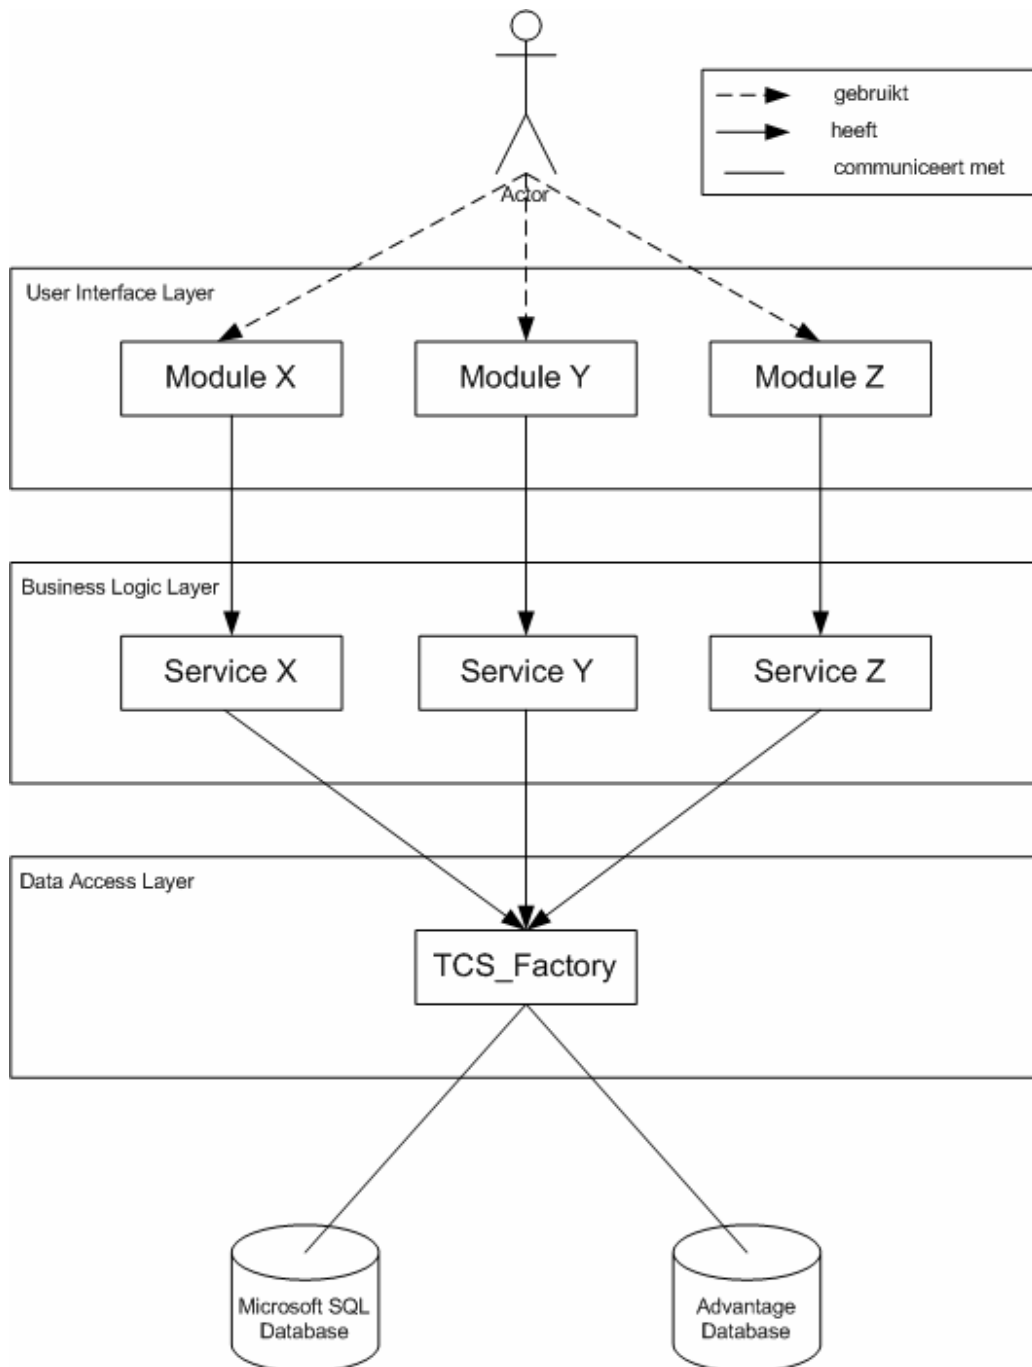 gebruikt
heeft
communiceert met
Actor
User Interface Layer
Module X
Module Y
Module Z
Business Logic Layer
Service X
Service Y
Service Z
Data Access Layer
TCS_Factory
Microsoft SQL
Database
Advantage
Database